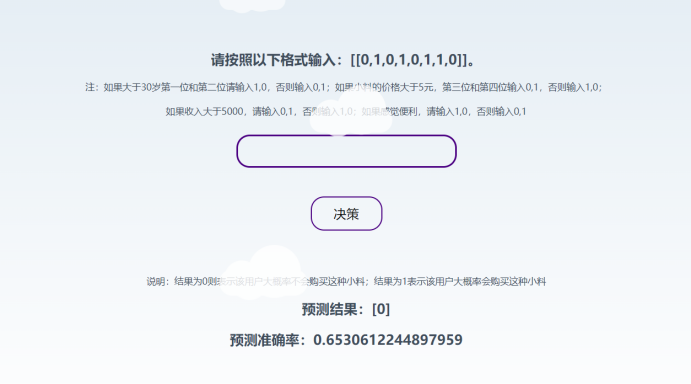 请按照以下格式输入：[[0,1,0,1,0,1,1,0]]。
注：如果大于30岁第一位和第二位请输入1,0，否则输入0,1；如果小料的价格大于5元，第三位和第四位输入0,1，否则输入1,0；
如果收入大于5000，请输入0,1，否则输入1,0；如果感觉便利，请输入1,0，否则输入0,1
决策
说明：结果为0则表示该用户大概率不会购买这种小料；结果为1表示该用户大概率会购买这种小料
预测结果：[0]
预测准确率：0.6530612244897959